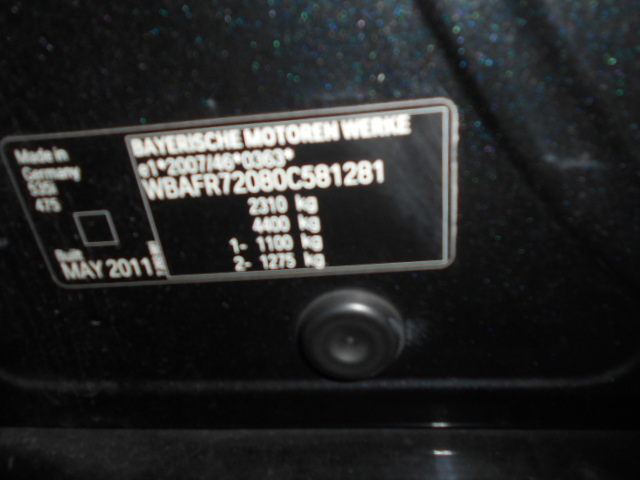 Made in
Germany
535i
475
Built
MAY 2011
BAYERISCHE MOTOREN WERKE
e1*2007/46*0363*
WBAFR72080C581281
2310 kg
4400 kg
1- 1100 kg
2- 1275 kg